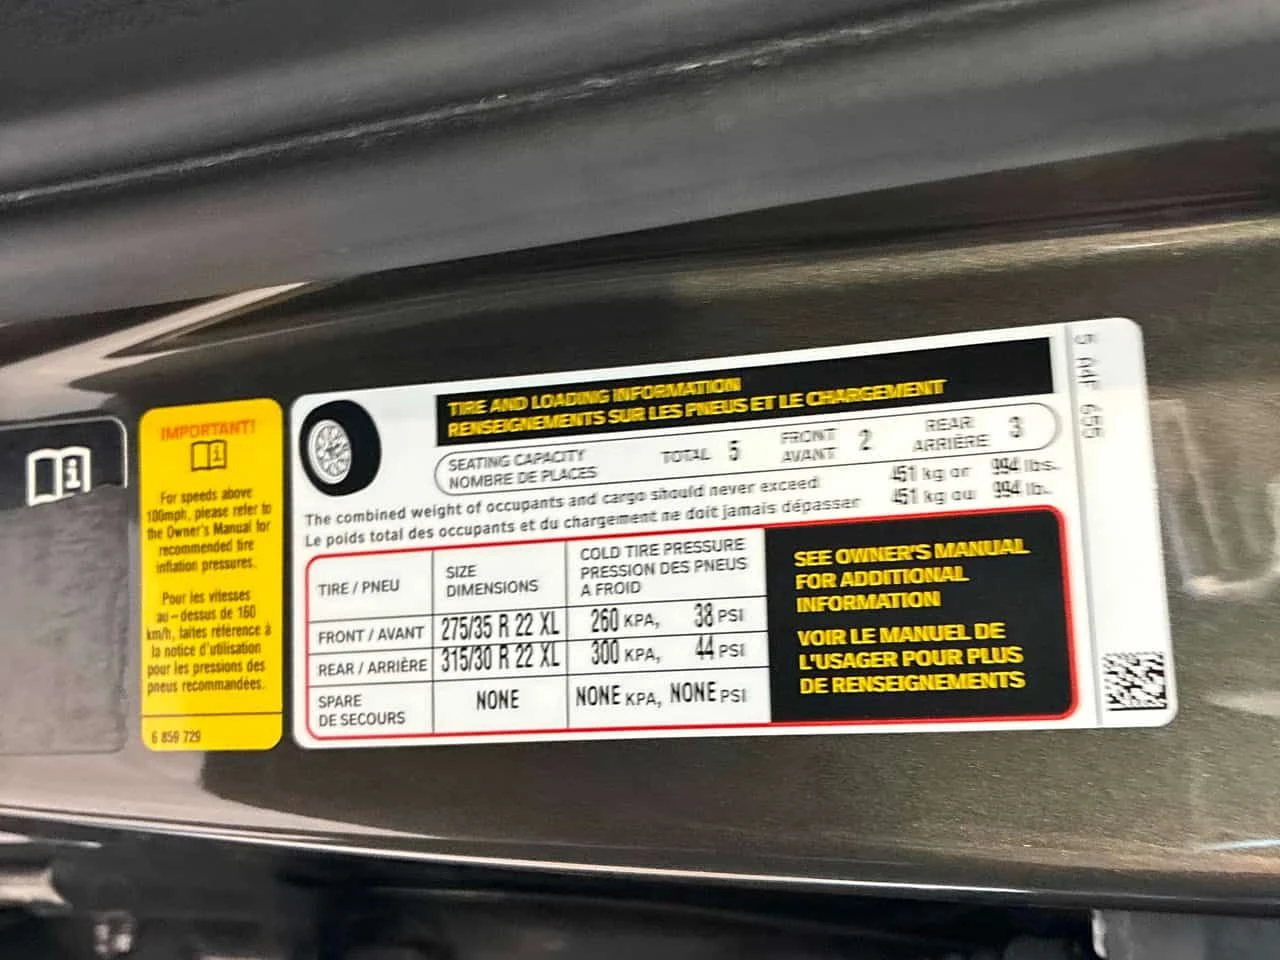 IMPORTANT!
For speeds above
100mph, please refer to
the Owner's Manual for
recommended tire
inflation pressures.
Pour les vitesses
au-dessus de 160
km/h, faites référence à
la notice d'utilisation
pour les pressions des
pneus recommandées.
6 859 729
TIRE AND LOADING INFORMATION
RENSEIGNEMENTS SUR LES PNEUS ET LE CHARGEMENT
SEATING CAPACITY
NOMBRE DE PLACES
TOTAL 5
FRONT
AVANT 2
REAR
ARRIÈRE 3
The combined weight of occupants and cargo should never exceed 451 kg or 994 lbs.
Le poids total des occupants et du chargement ne doit jamais dépasser 451 kg ou 994 lb.
TIRE / PNEU
SIZE
DIMENSIONS
COLD TIRE PRESSURE
PRESSION DES PNEUS
A FROID
FRONT / AVANT 275/35 R 22 XL 260 KPA, 38 PSI
REAR / ARRIÈRE 315/30 R 22 XL 300 KPA, 44 PSI
SPARE
DE SECOURS
NONE NONE KPA, NONE PSI
SEE OWNER'S MANUAL
FOR ADDITIONAL
INFORMATION
VOIR LE MANUEL DE
L'USAGER POUR PLUS
DE RENSEIGNEMENTS